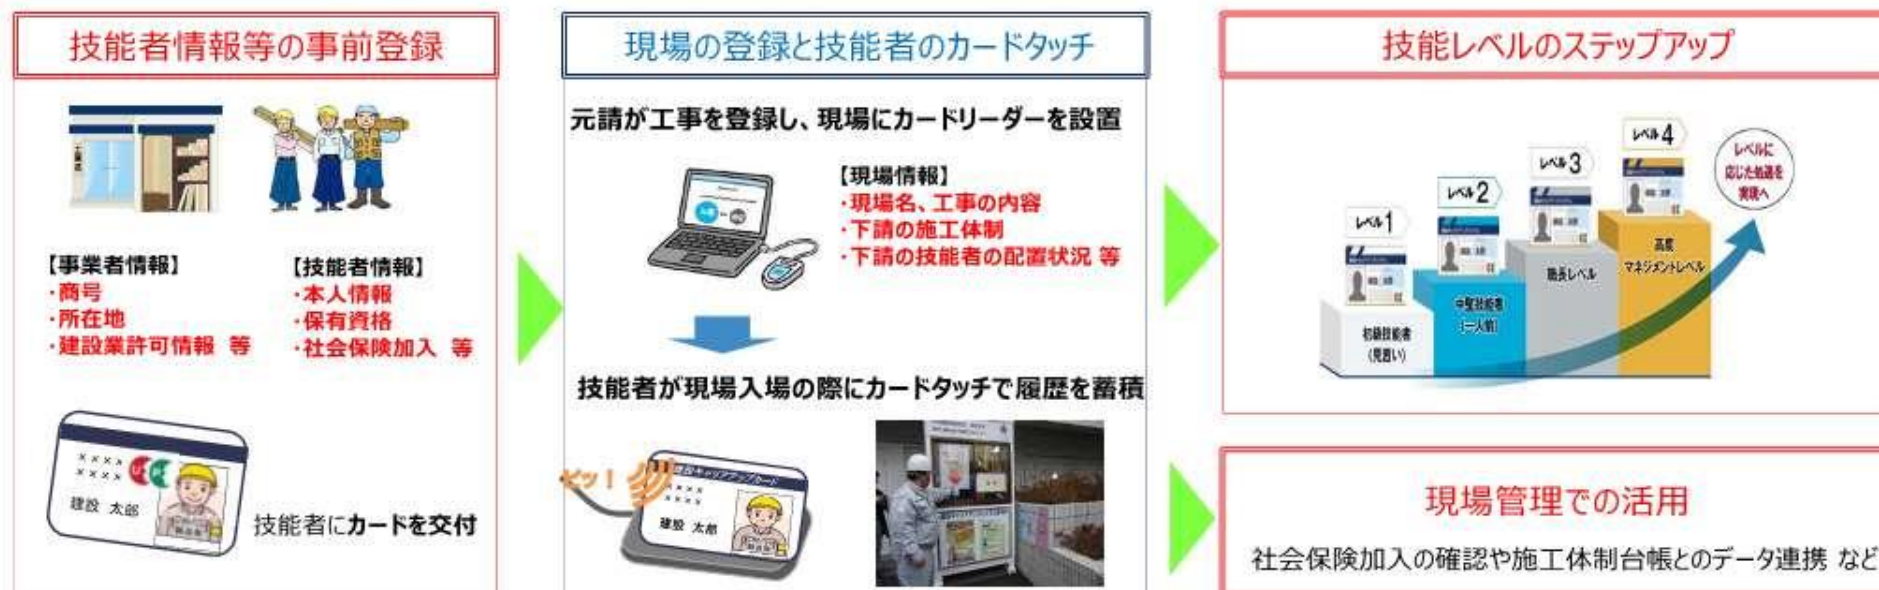 技能者情報等の事前登録
【事業者情報】
・商号
・所在地
・建設業許可情報 等
【技能者情報】
・本人情報
・保有資格
・社会保険加入 等
××××
××××
建設 太郎
技能者にカードを交付
現場の登録と技能者のカードタッチ
元請が工事を登録し、現場にカードリーダーを設置
【現場情報】
・現場名、工事の内容
・下請の施工体制
・下請の技能者の配置状況 等
技能者が現場入場の際にカードタッチで履歴を蓄積
ピッ!
建設キャリアアップカード
××××
××××
建設 太郎
技能レベルのステップアップ
レベル1
レベル2
レベル3
レベル4
初級技能者
(見習い)
中堅技能者
(一人前)
職長レベル
高度
マネジメントレベル
レベルに
応じた処遇を
実現へ
現場管理での活用
社会保険加入の確認や施工体制台帳とのデータ連携 など